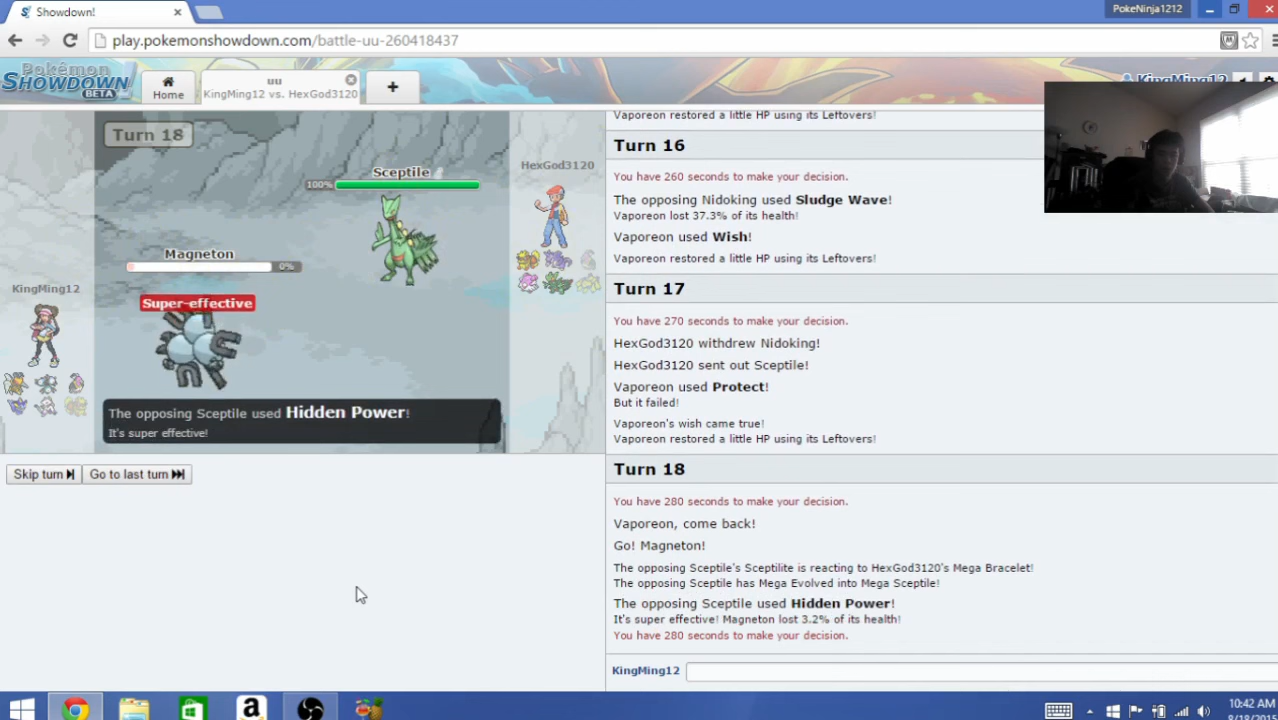 Showdown!
PokeNinja1212
play.pokemonshowdown.com/battle-uu-260418437
Pokémon
SHOWDOWN
BETA
Home
uu
KingMing12 vs. HexGod3120
+
KingMing12
Turn 18
Sceptile
100%
HexGod3120
Magneton
0%
KingMing12
Super-effective
The opposing Sceptile used Hidden Power!
It's super effective!
Skip turn
Go to last turn
Vaporeon restored a little HP using its Leftovers!
Turn 16
You have 260 seconds to make your decision.
The opposing Nidoking used Sludge Wave!
Vaporeon lost 37.3% of its health!
Vaporeon used Wish!
Vaporeon restored a little HP using its Leftovers!
Turn 17
You have 270 seconds to make your decision.
HexGod3120 withdrew Nidoking!
HexGod3120 sent out Sceptile!
Vaporeon used Protect!
But it failed!
Vaporeon's wish came true!
Vaporeon restored a little HP using its Leftovers!
Turn 18
You have 280 seconds to make your decision.
Vaporeon, come back!
Go! Magneton!
The opposing Sceptile's Sceptilite is reacting to HexGod3120's Mega Bracelet!
The opposing Sceptile has Mega Evolved into Mega Sceptile!
The opposing Sceptile used Hidden Power!
It's super effective! Magneton lost 3.2% of its health!
You have 280 seconds to make your decision.
KingMing12
10:42 AM